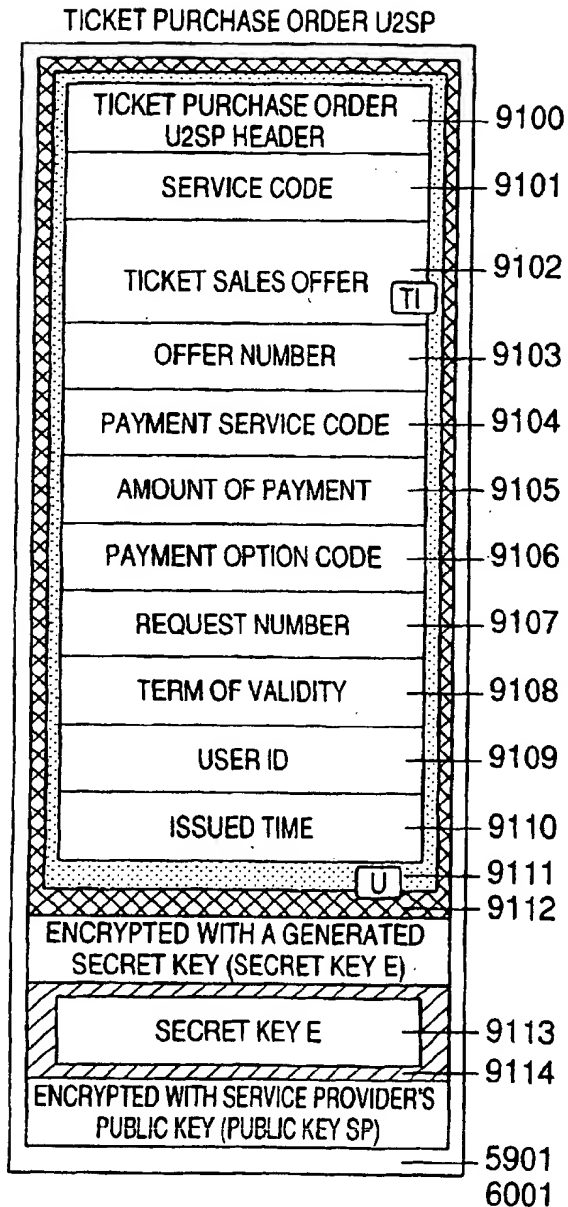 TICKET PURCHASE ORDER U2SP
TICKET PURCHASE ORDER
U2SP HEADER
9100
SERVICE CODE
9101
TICKET SALES OFFER
9102
TI
OFFER NUMBER
9103
PAYMENT SERVICE CODE
9104
AMOUNT OF PAYMENT
9105
PAYMENT OPTION CODE
9106
REQUEST NUMBER
9107
TERM OF VALIDITY
9108
USER ID
9109
ISSUED TIME
9110
U
9111
9112
ENCRYPTED WITH A GENERATED
SECRET KEY (SECRET KEY E)
SECRET KEY E
9113
9114
ENCRYPTED WITH SERVICE PROVIDER'S
PUBLIC KEY (PUBLIC KEY SP)
5901
6001